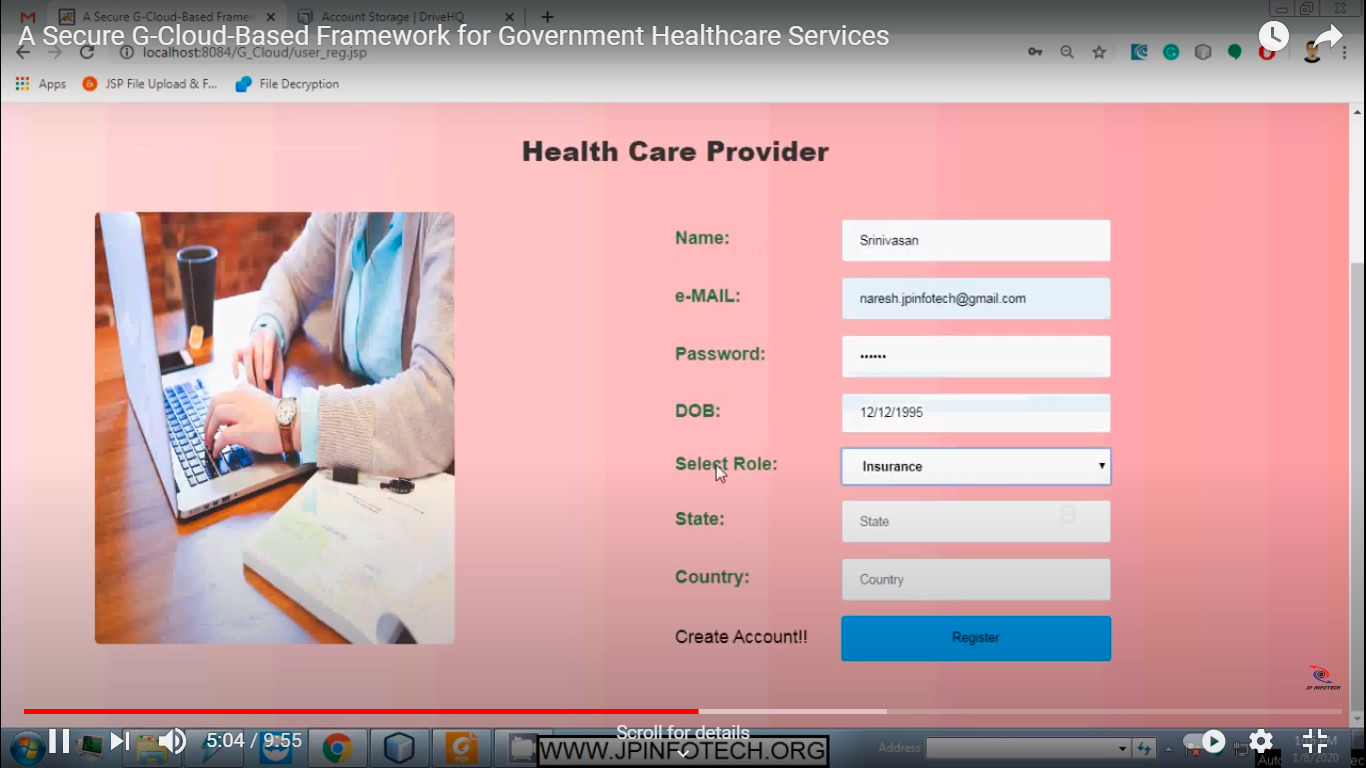 A Secure G-Cloud-Based Framew
Account Storage | DriveHQ
A Secure G-Cloud-Based Framework for Government Healthcare Services
localhost:8084/G_Cloud/user_reg.jsp
Apps
JSP File Upload & F...
File Decryption
Health Care Provider
Name:
Srinivasan
e-MAIL:
naresh.jpinfotech@gmail.com
Password:
••••••
DOB:
12/12/1995
Select Role:
Insurance
State:
State
Country:
Country
Create Account!!
Register
JP INFOTECH
5:04 / 9:55
Scroll for details
WWW.JPINFOTECH.ORG
Address
1/8/2020